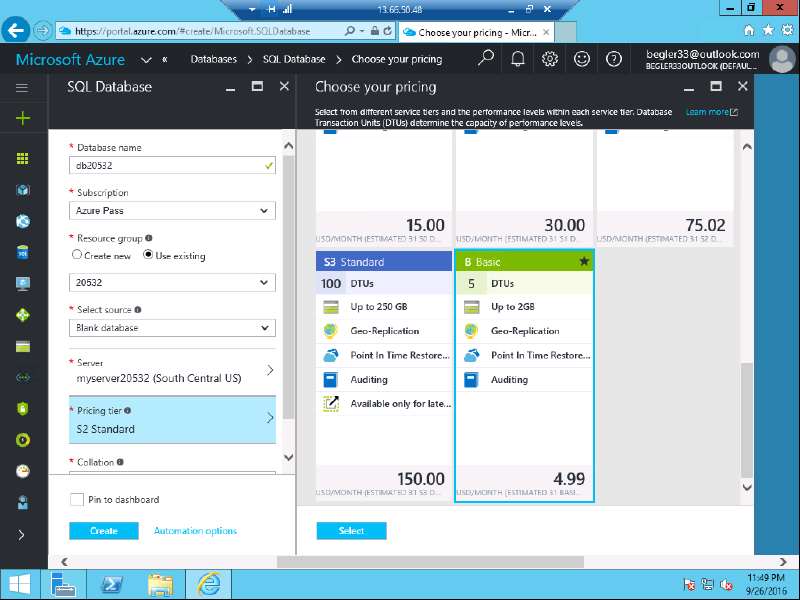 13.66.50.48
https://portal.azure.com/#create/Microsoft.SQLDatabase
Choose your pricing - Micr...
Microsoft Azure
Databases
SQL Database
Choose your pricing
begler33@outlook.com
BEGLER33OUTLOOK (DEFAUL...
SQL Database
* Database name
db20532
* Subscription
Azure Pass
* Resource group
Create new
Use existing
20532
* Select source
Blank database
* Server
myserver20532 (South Central US)
* Pricing tier
S2 Standard
* Collation
Pin to dashboard
Create
Automation options
Choose your pricing
Select from different service tiers and the performance levels within each service tier. Database
Transaction Units (DTUs) determine the capacity of performance levels.
Learn more
15.00
USD/MONTH (ESTIMATED 31 S0 D...
30.00
USD/MONTH (ESTIMATED 31 S1 D...
75.02
USD/MONTH (ESTIMATED 31 S2 D...
S3 Standard
100 DTUs
Up to 250 GB
Geo-Replication
Point In Time Restore...
Auditing
Available only for late...
150.00
USD/MONTH (ESTIMATED 31 S3 D...
B Basic
5 DTUs
Up to 2GB
Geo-Replication
Point In Time Restore...
Auditing
4.99
USD/MONTH (ESTIMATED 31 BASI...
Select
11:49 PM
9/26/2016